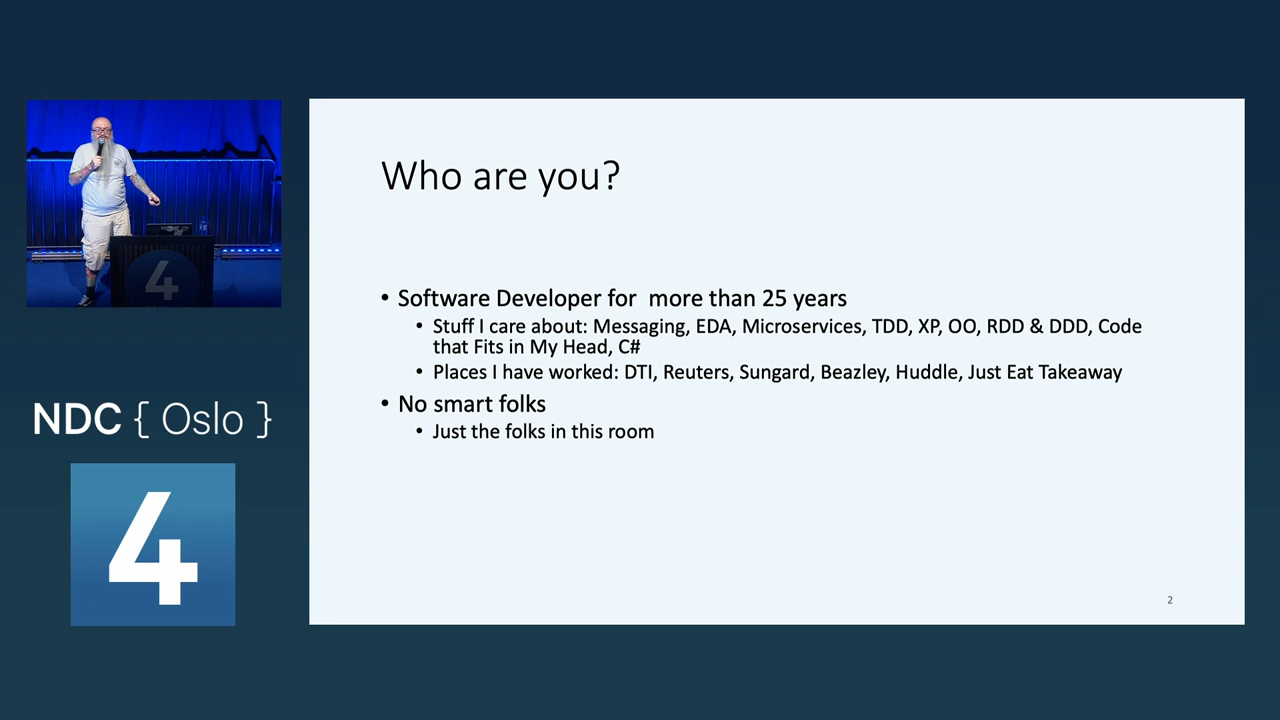 Who are you?
• Software Developer for  more than 25 years
• Stuff I care about: Messaging, EDA, Microservices, TDD, XP, OO, RDD & DDD, Code
that Fits in My Head, C#
• Places I have worked: DTI, Reuters, Sungard, Beazley, Huddle, Just Eat Takeaway
• No smart folks
• Just the folks in this room
2
4
NDC { Oslo }
4